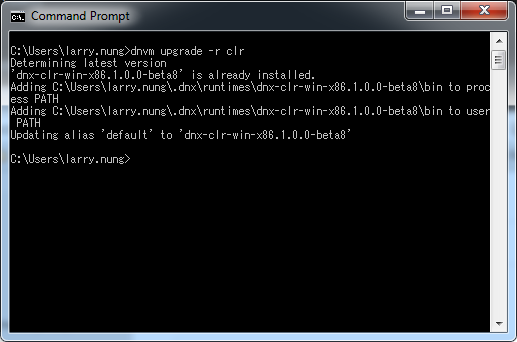 Command Prompt
C:\Users\larry.nung>dnvm upgrade -r clr
Determining latest version
'dnx-clr-win-x86.1.0.0-beta8' is already installed.
Adding C:\Users\larry.nung\.dnx\runtimes\dnx-clr-win-x86.1.0.0-beta8\bin to proc
ess PATH
Adding C:\Users\larry.nung\.dnx\runtimes\dnx-clr-win-x86.1.0.0-beta8\bin to user
 PATH
Updating alias 'default' to 'dnx-clr-win-x86.1.0.0-beta8'
C:\Users\larry.nung>